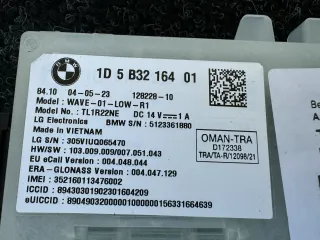 BMW
1D 5 B32 164 01
84.10 04-05-23 128228-10
Model : WAVE-01-LOW-R1
Model : TL1R22NE DC 14 V 1 A
LG Electronics BMW S/N : 5123361880
Made in VIETNAM
S/N : 305VIUQ065470
HW/SW : 103.009.009/007.051.043
EU eCall Version : 004.048.044
ERA-GLONASS Version : 004.047.129
IMEI : 352160113476002
ICCID : 89430301902301604209
eUICCID : 89049032000001000000156331664639
OMAN-TRA
D172338
TRA/TA-R/12098/21